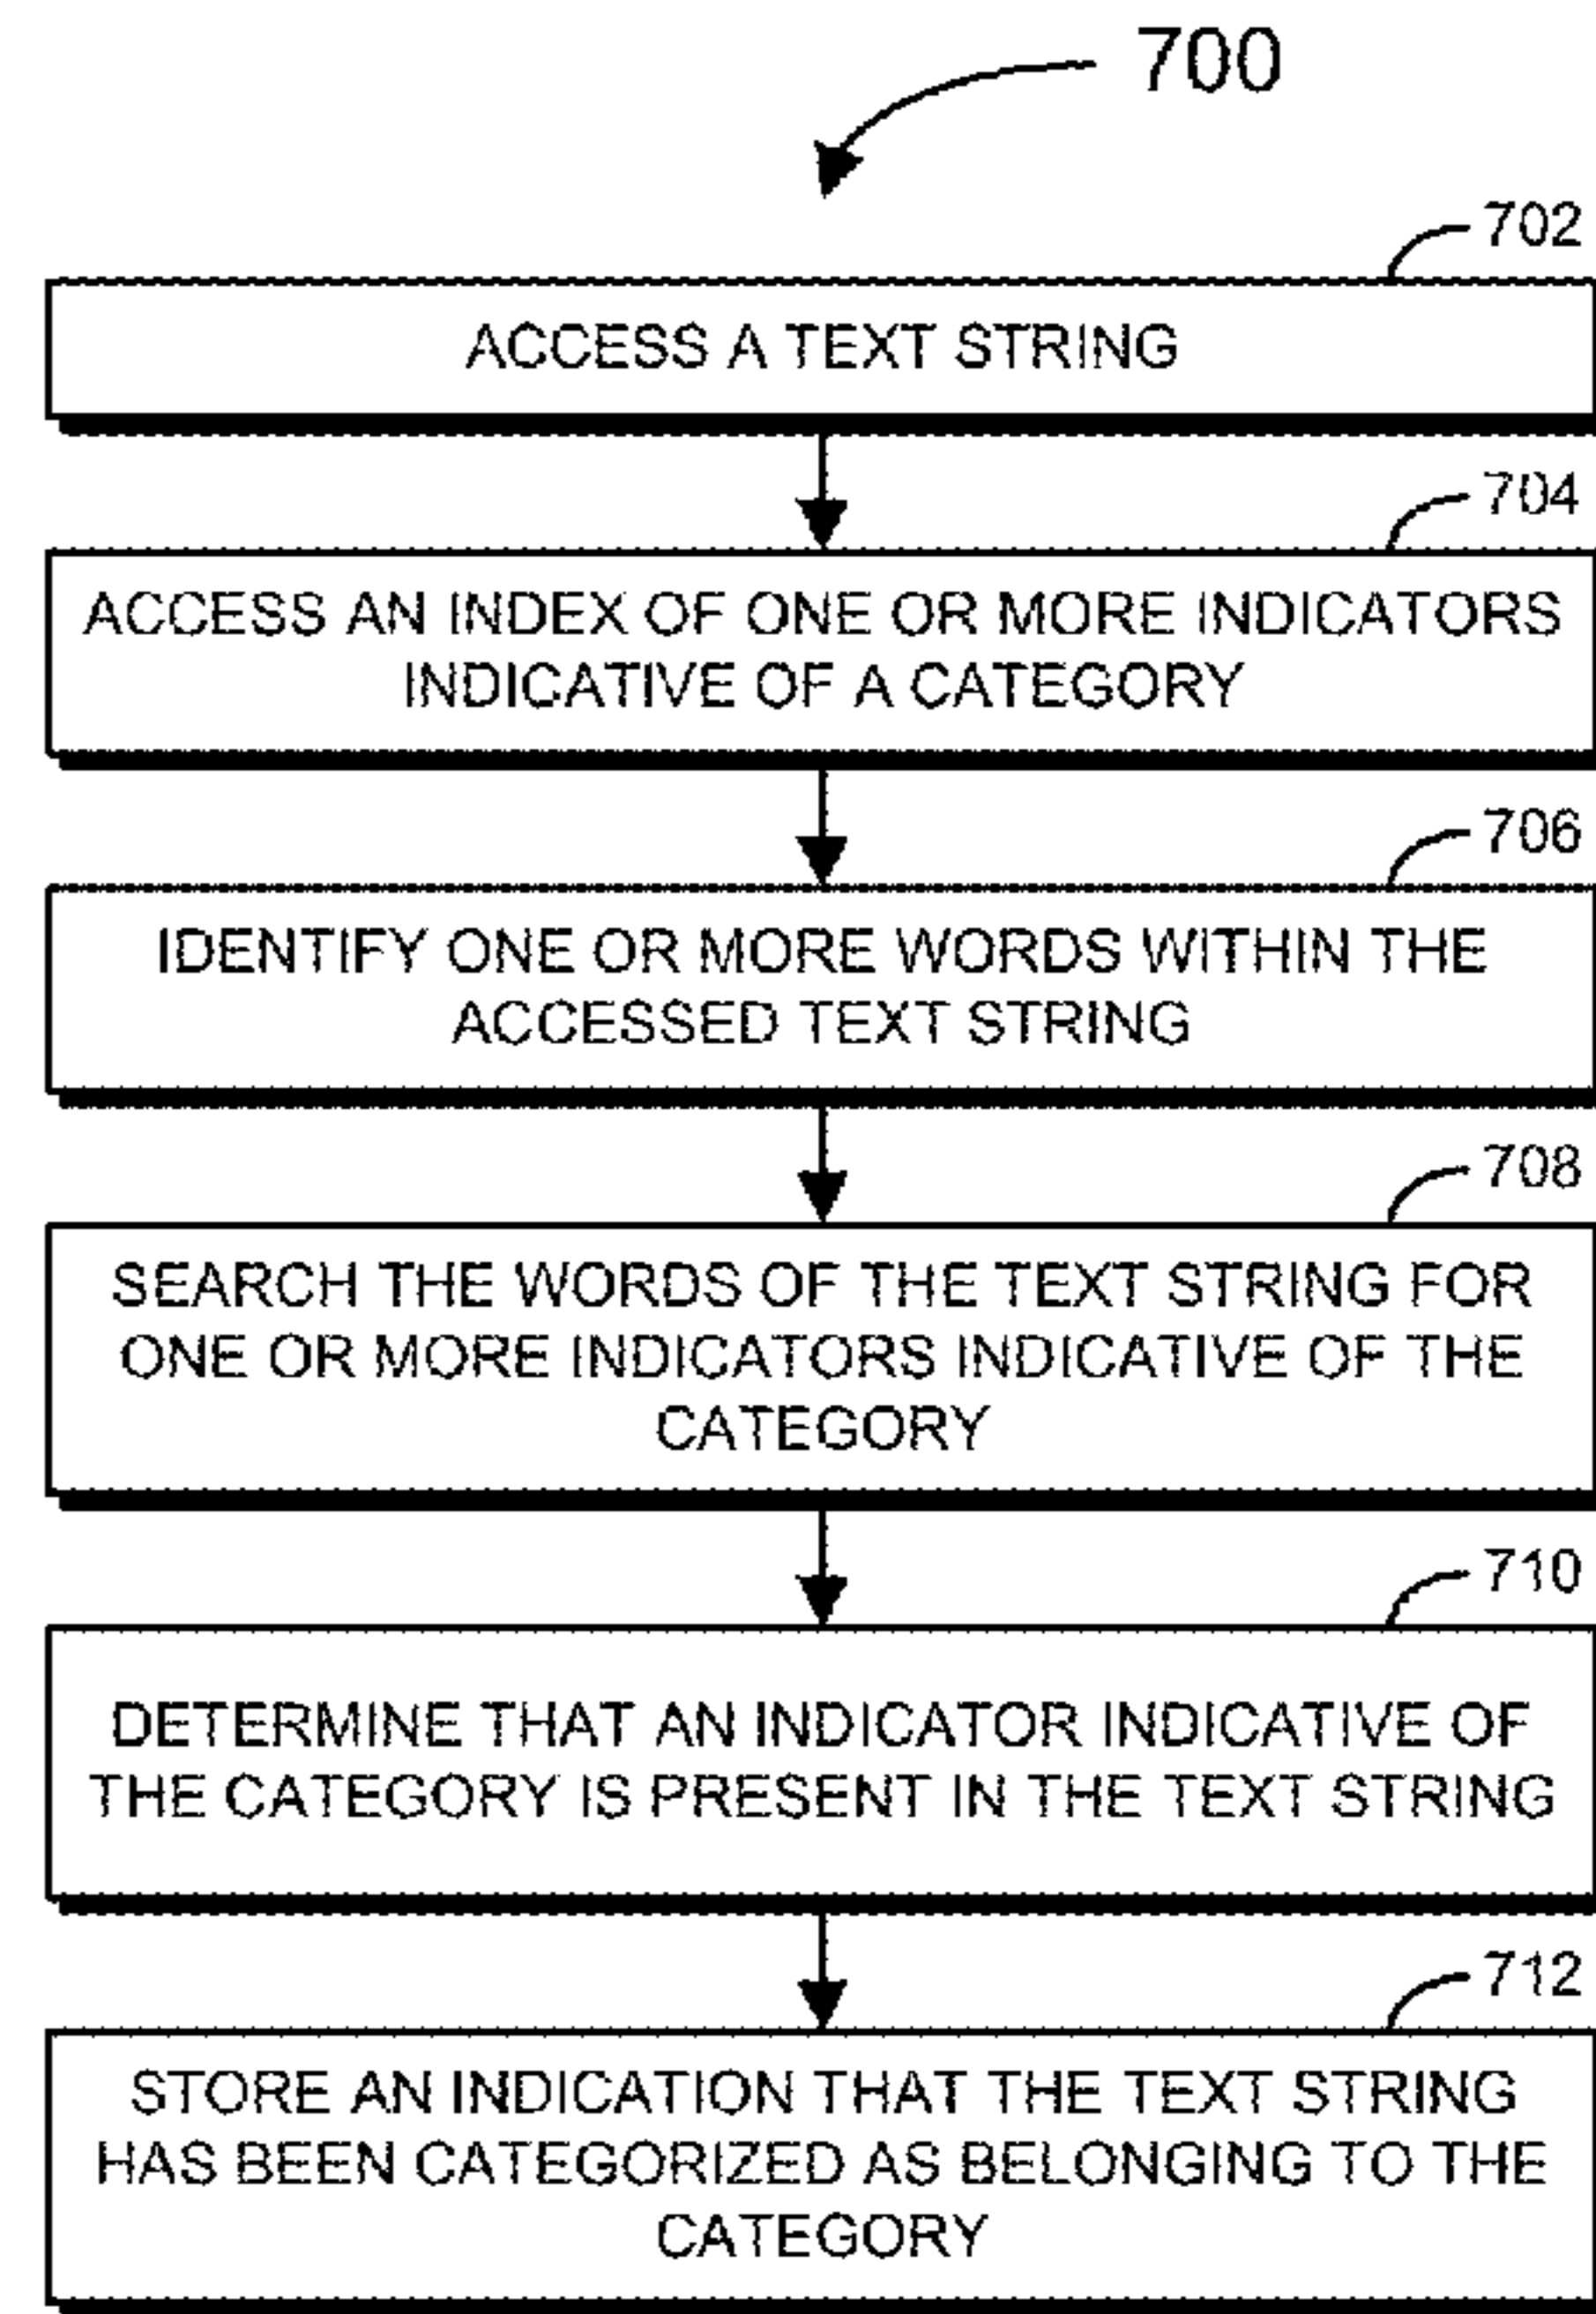 700
702
ACCESS A TEXT STRING
704
ACCESS AN INDEX OF ONE OR MORE INDICATORS
INDICATIVE OF A CATEGORY
706
IDENTIFY ONE OR MORE WORDS WITHIN THE
ACCESSED TEXT STRING
708
SEARCH THE WORDS OF THE TEXT STRING FOR
ONE OR MORE INDICATORS INDICATIVE OF THE
CATEGORY
710
DETERMINE THAT AN INDICATOR INDICATIVE OF
THE CATEGORY IS PRESENT IN THE TEXT STRING
712
STORE AN INDICATION THAT THE TEXT STRING
HAS BEEN CATEGORIZED AS BELONGING TO THE
CATEGORY